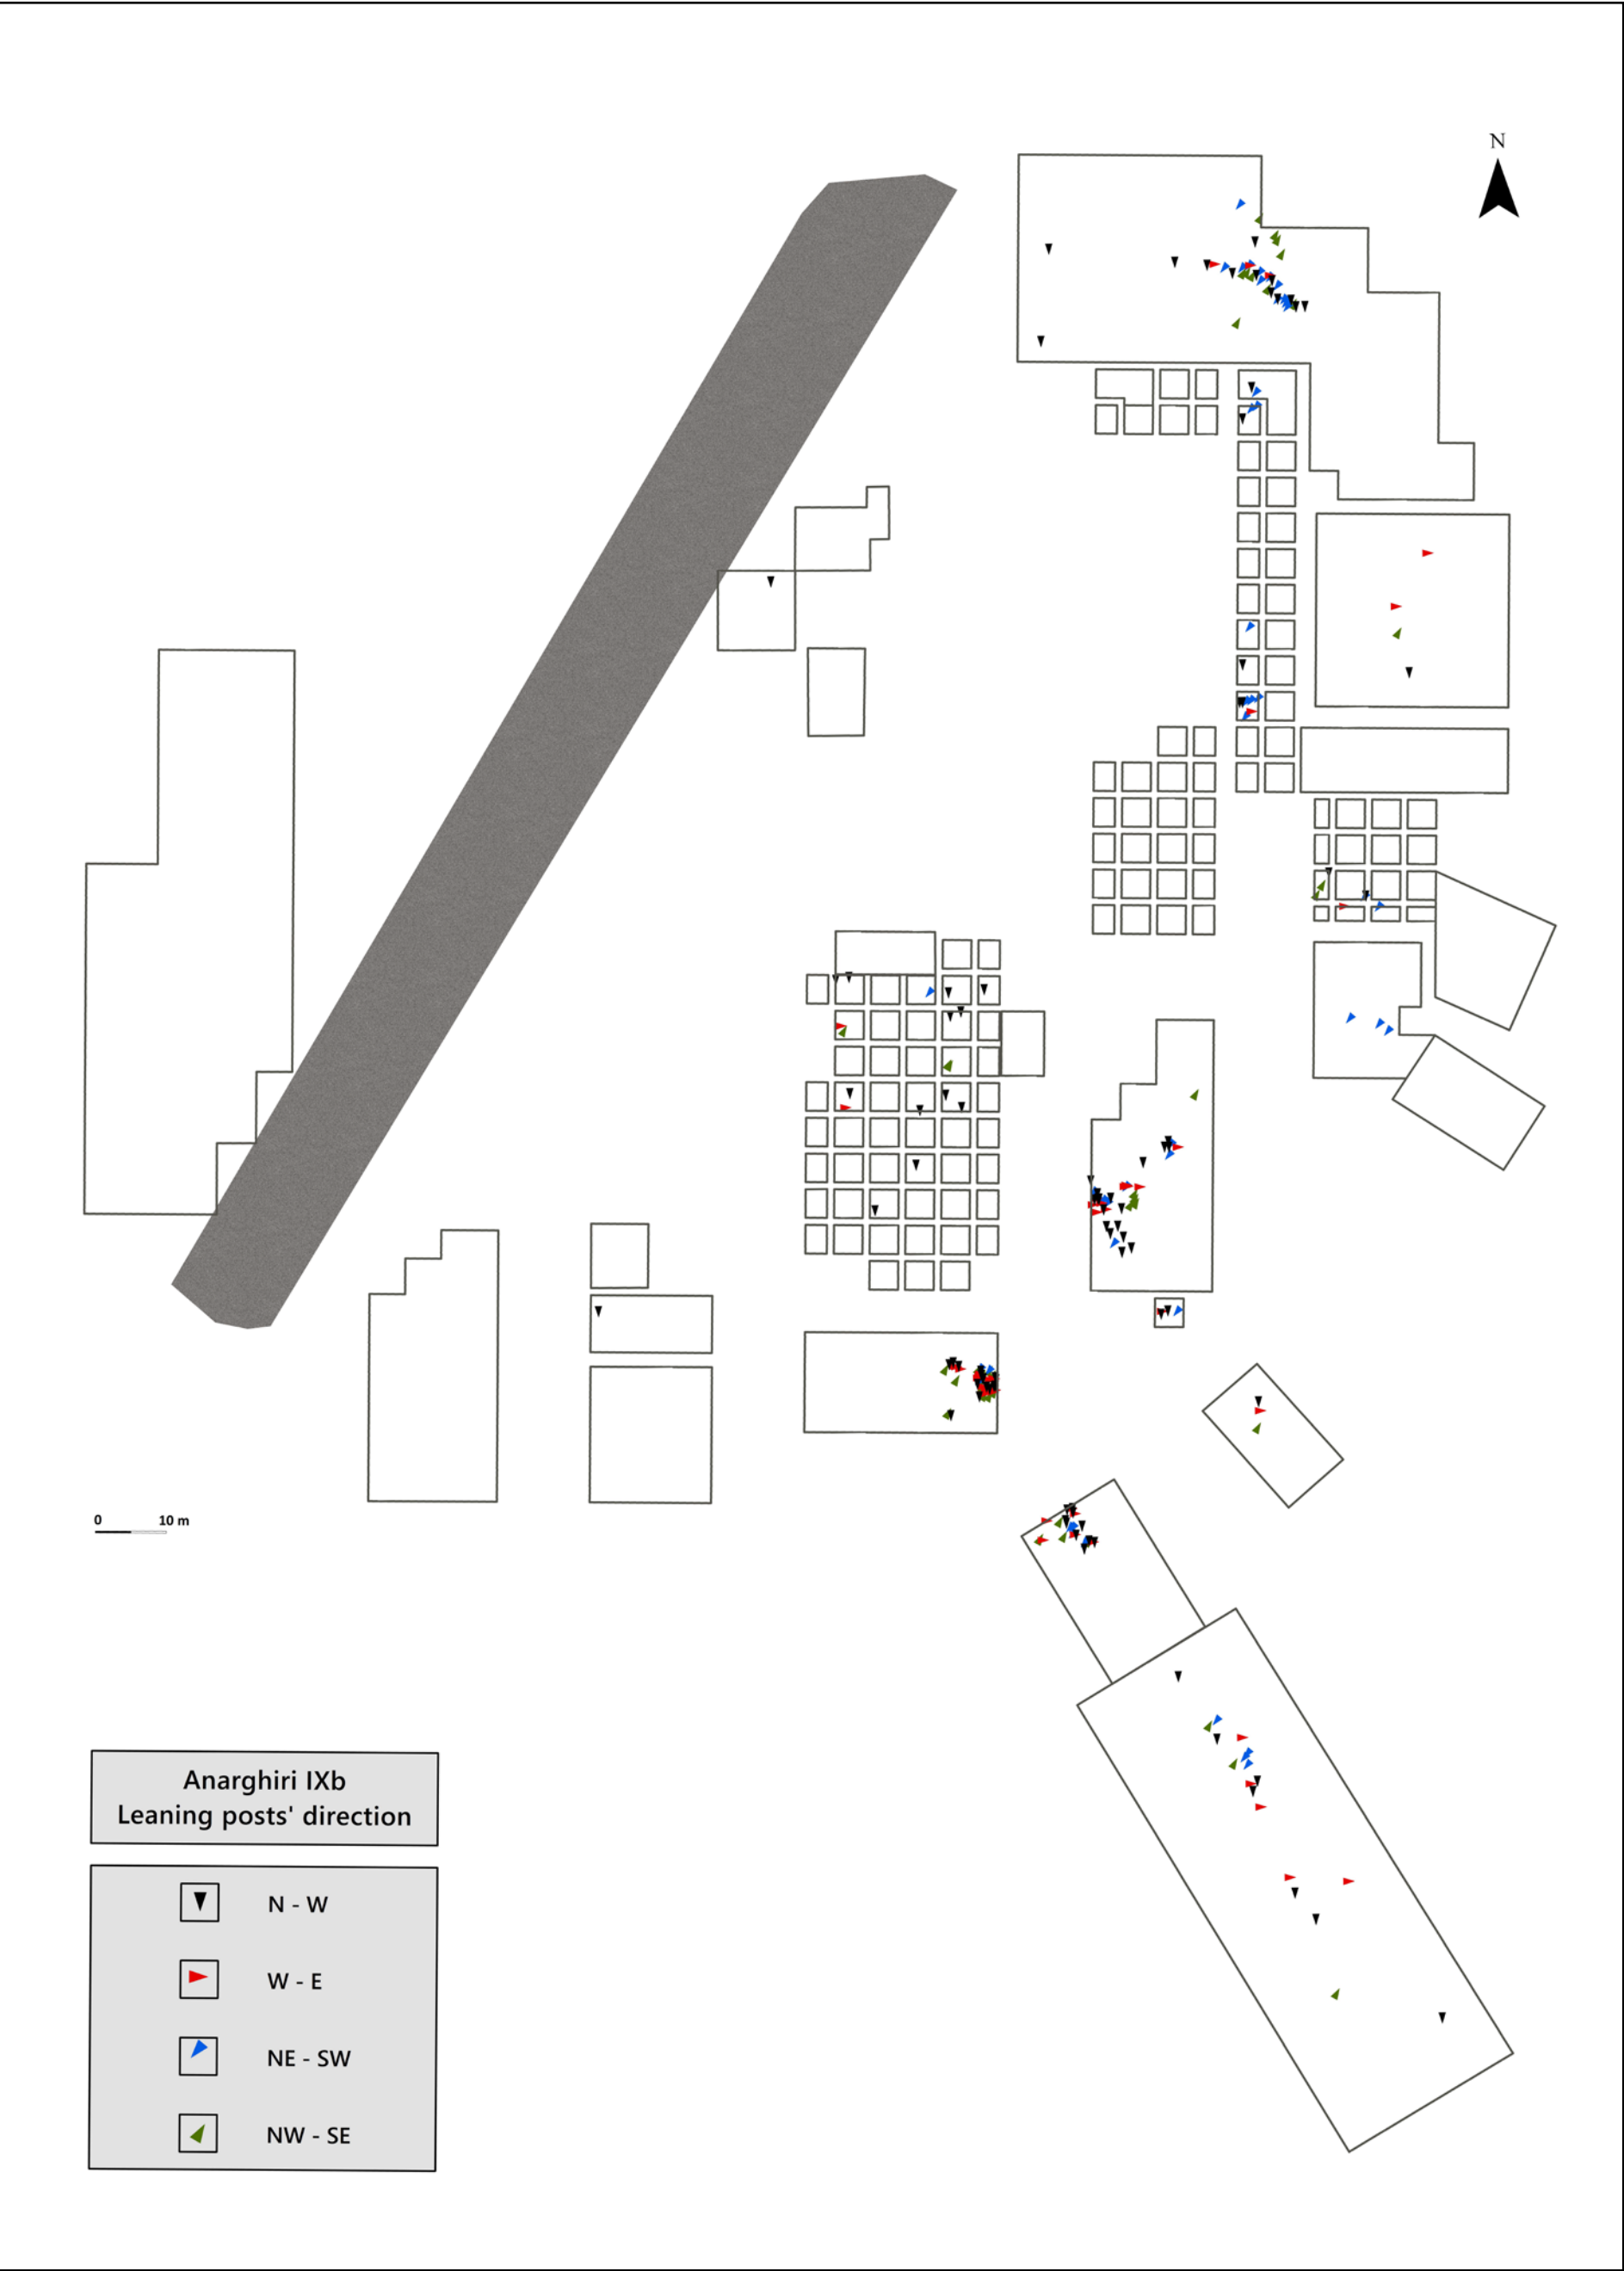 N
0 10 m
Anarghiri IXb
Leaning posts' direction
N - W
W - E
NE - SW
NW - SE